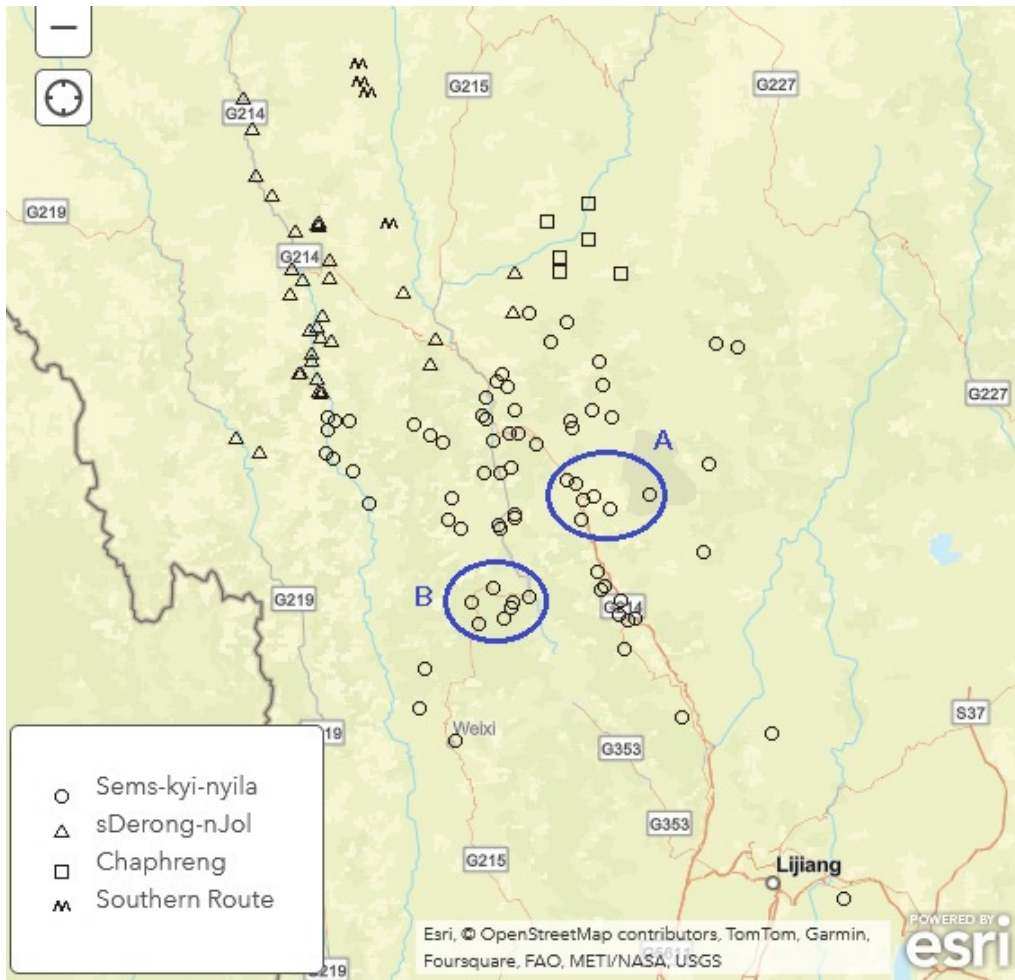 G215
G227
G214
G219
G214
G227
A
B
G219
G214
Weixi
S37
G353
G353
G215
Lijiang
Sems-kyi-nyila
sDerong-nJol
Chaphreng
Southern Route
POWERED BY
esri
Esri, © OpenStreetMap contributors, TomTom, Garmin,
Foursquare, FAO, METI/NASA, USGS